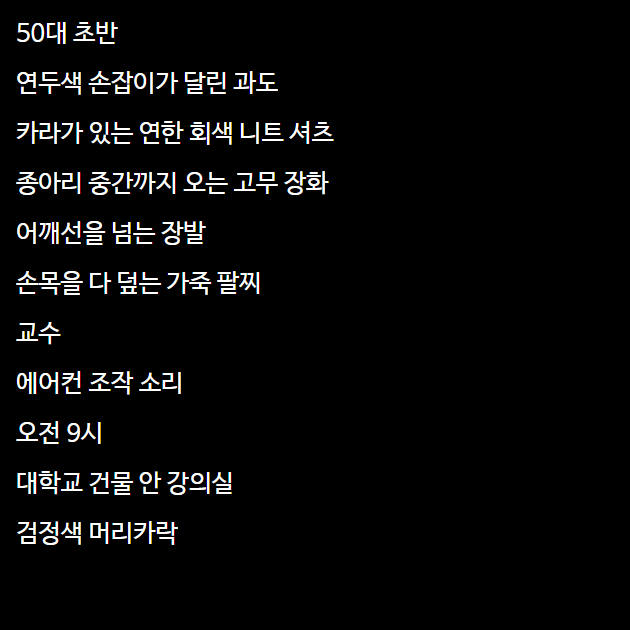 50대 초반
연두색 손잡이가 달린 과도
카라가 있는 연한 회색 니트 셔츠
종아리 중간까지 오는 고무 장화
어깨선을 넘는 장발
손목을 다 덮는 가죽 팔찌
교수
에어컨 조작 소리
오전 9시
대학교 건물 안 강의실
검정색 머리카락